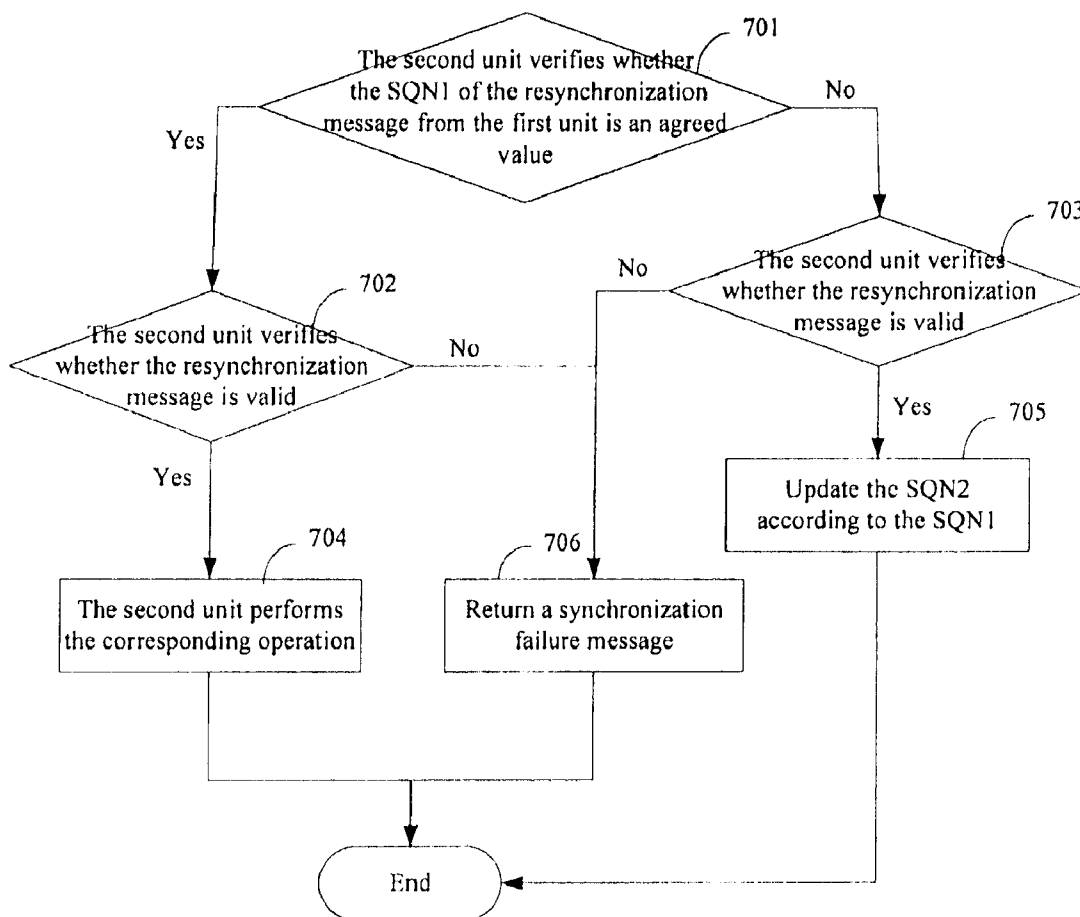 701
The second unit verifies whether
the SQN1 of the resynchronization
message from the first unit is an agreed
value
Yes
No
703
The second unit verifies
whether the resynchronization
message is valid
No
702
The second unit verifies
whether the resynchronization
message is valid
No
Yes
Yes
705
Update the SQN2
according to the SQN1
704
The second unit performs
the corresponding operation
706
Return a synchronization
failure message
End